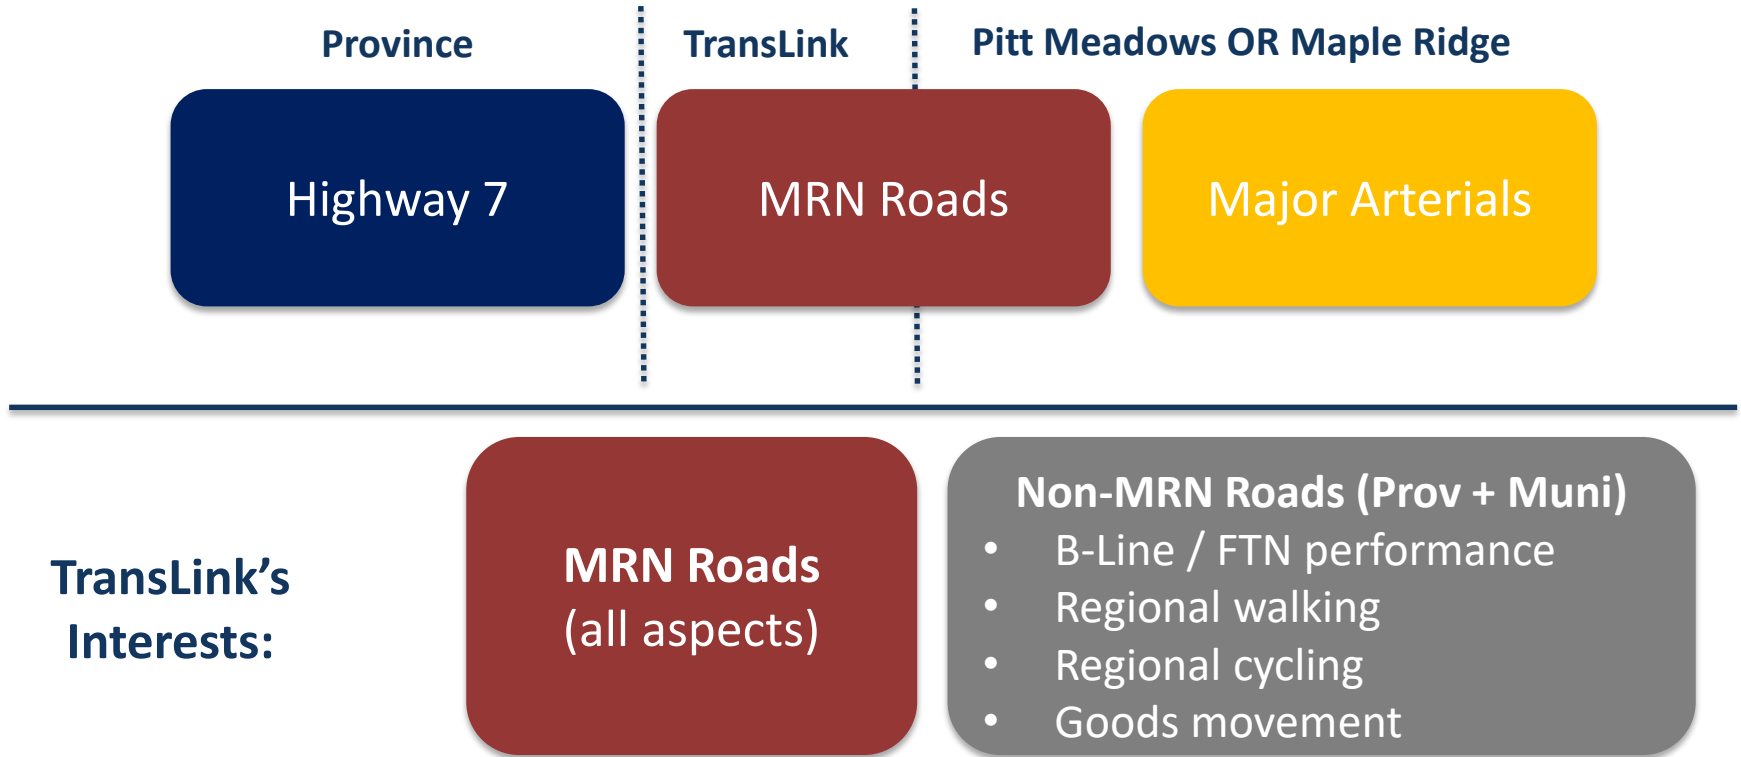 Province
TransLink
Pitt Meadows OR Maple Ridge
Highway 7
MRN Roads
Major Arterials
TransLink’s
Interests:
MRN Roads
(all aspects)
Non-MRN Roads (Prov + Muni)
• B-Line / FTN performance
• Regional walking
• Regional cycling
• Goods movement